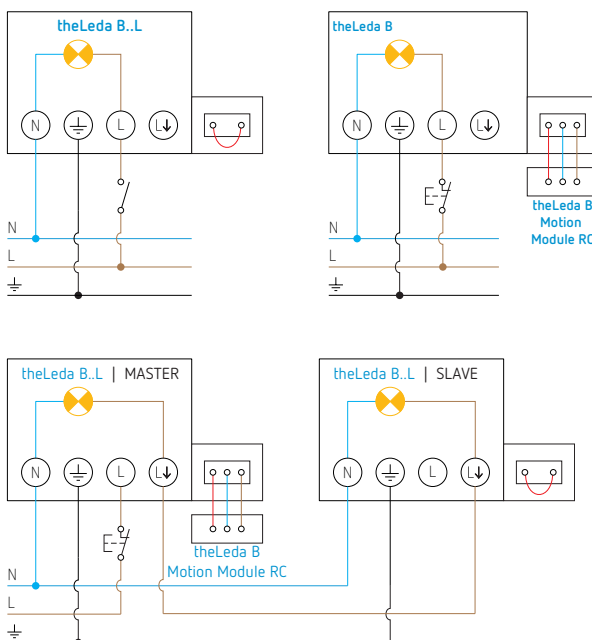 theLeda B..L
N
L
L↓
N
L
theLeda B
N
L
L↓
theLeda B
Motion
Module RC
N
L
theLeda B..L | MASTER
N
L
L↓
theLeda B
Motion Module RC
N
L
theLeda B..L | SLAVE
N
L
L↓